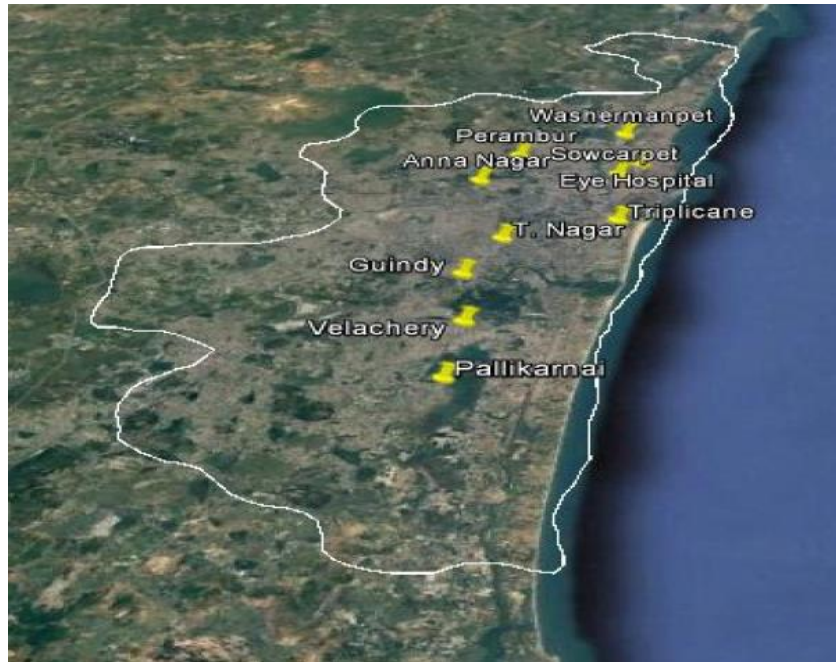 Washermanpet
Perambur
Sowcarpet
Anna Nagar
Eye Hospital
Triplicane
T. Nagar
Guindy
Velachery
Pallikarnai